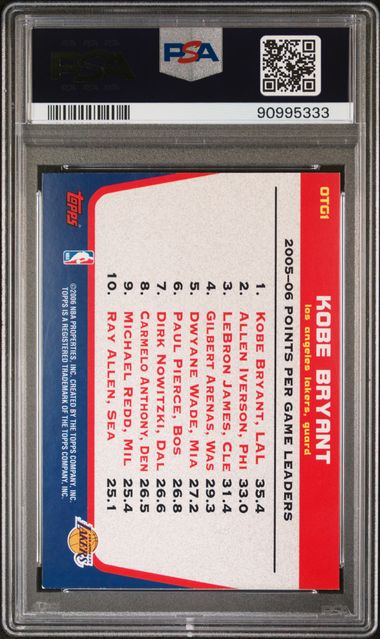 PSA
PSA
90995333
OTG1
KOBE BRYANT
los angeles lakers, guard
2005-06 POINTS PER GAME LEADERS
1. KOBE BRYANT, LAL 35.4
2. ALLEN IVERSON, PHI 33.0
3. LEBRON JAMES, CLE 31.4
4. GILBERT ARENAS, WAS 29.3
5. DWYANE WADE, MIA 27.2
6. PAUL PIERCE, BOS 26.8
7. DIRK NOWITZKI, DAL 26.6
8. CARMELO ANTHONY, DEN 26.5
9. MICHAEL REDD, MIL 25.4
10. RAY ALLEN, SEA 25.1
Topps
NBA
©2006 NBA PROPERTIES, INC. CREATED BY THE TOPPS COMPANY, INC.
TOPPS IS A REGISTERED TRADEMARK OF THE TOPPS COMPANY, INC.
LAKERS